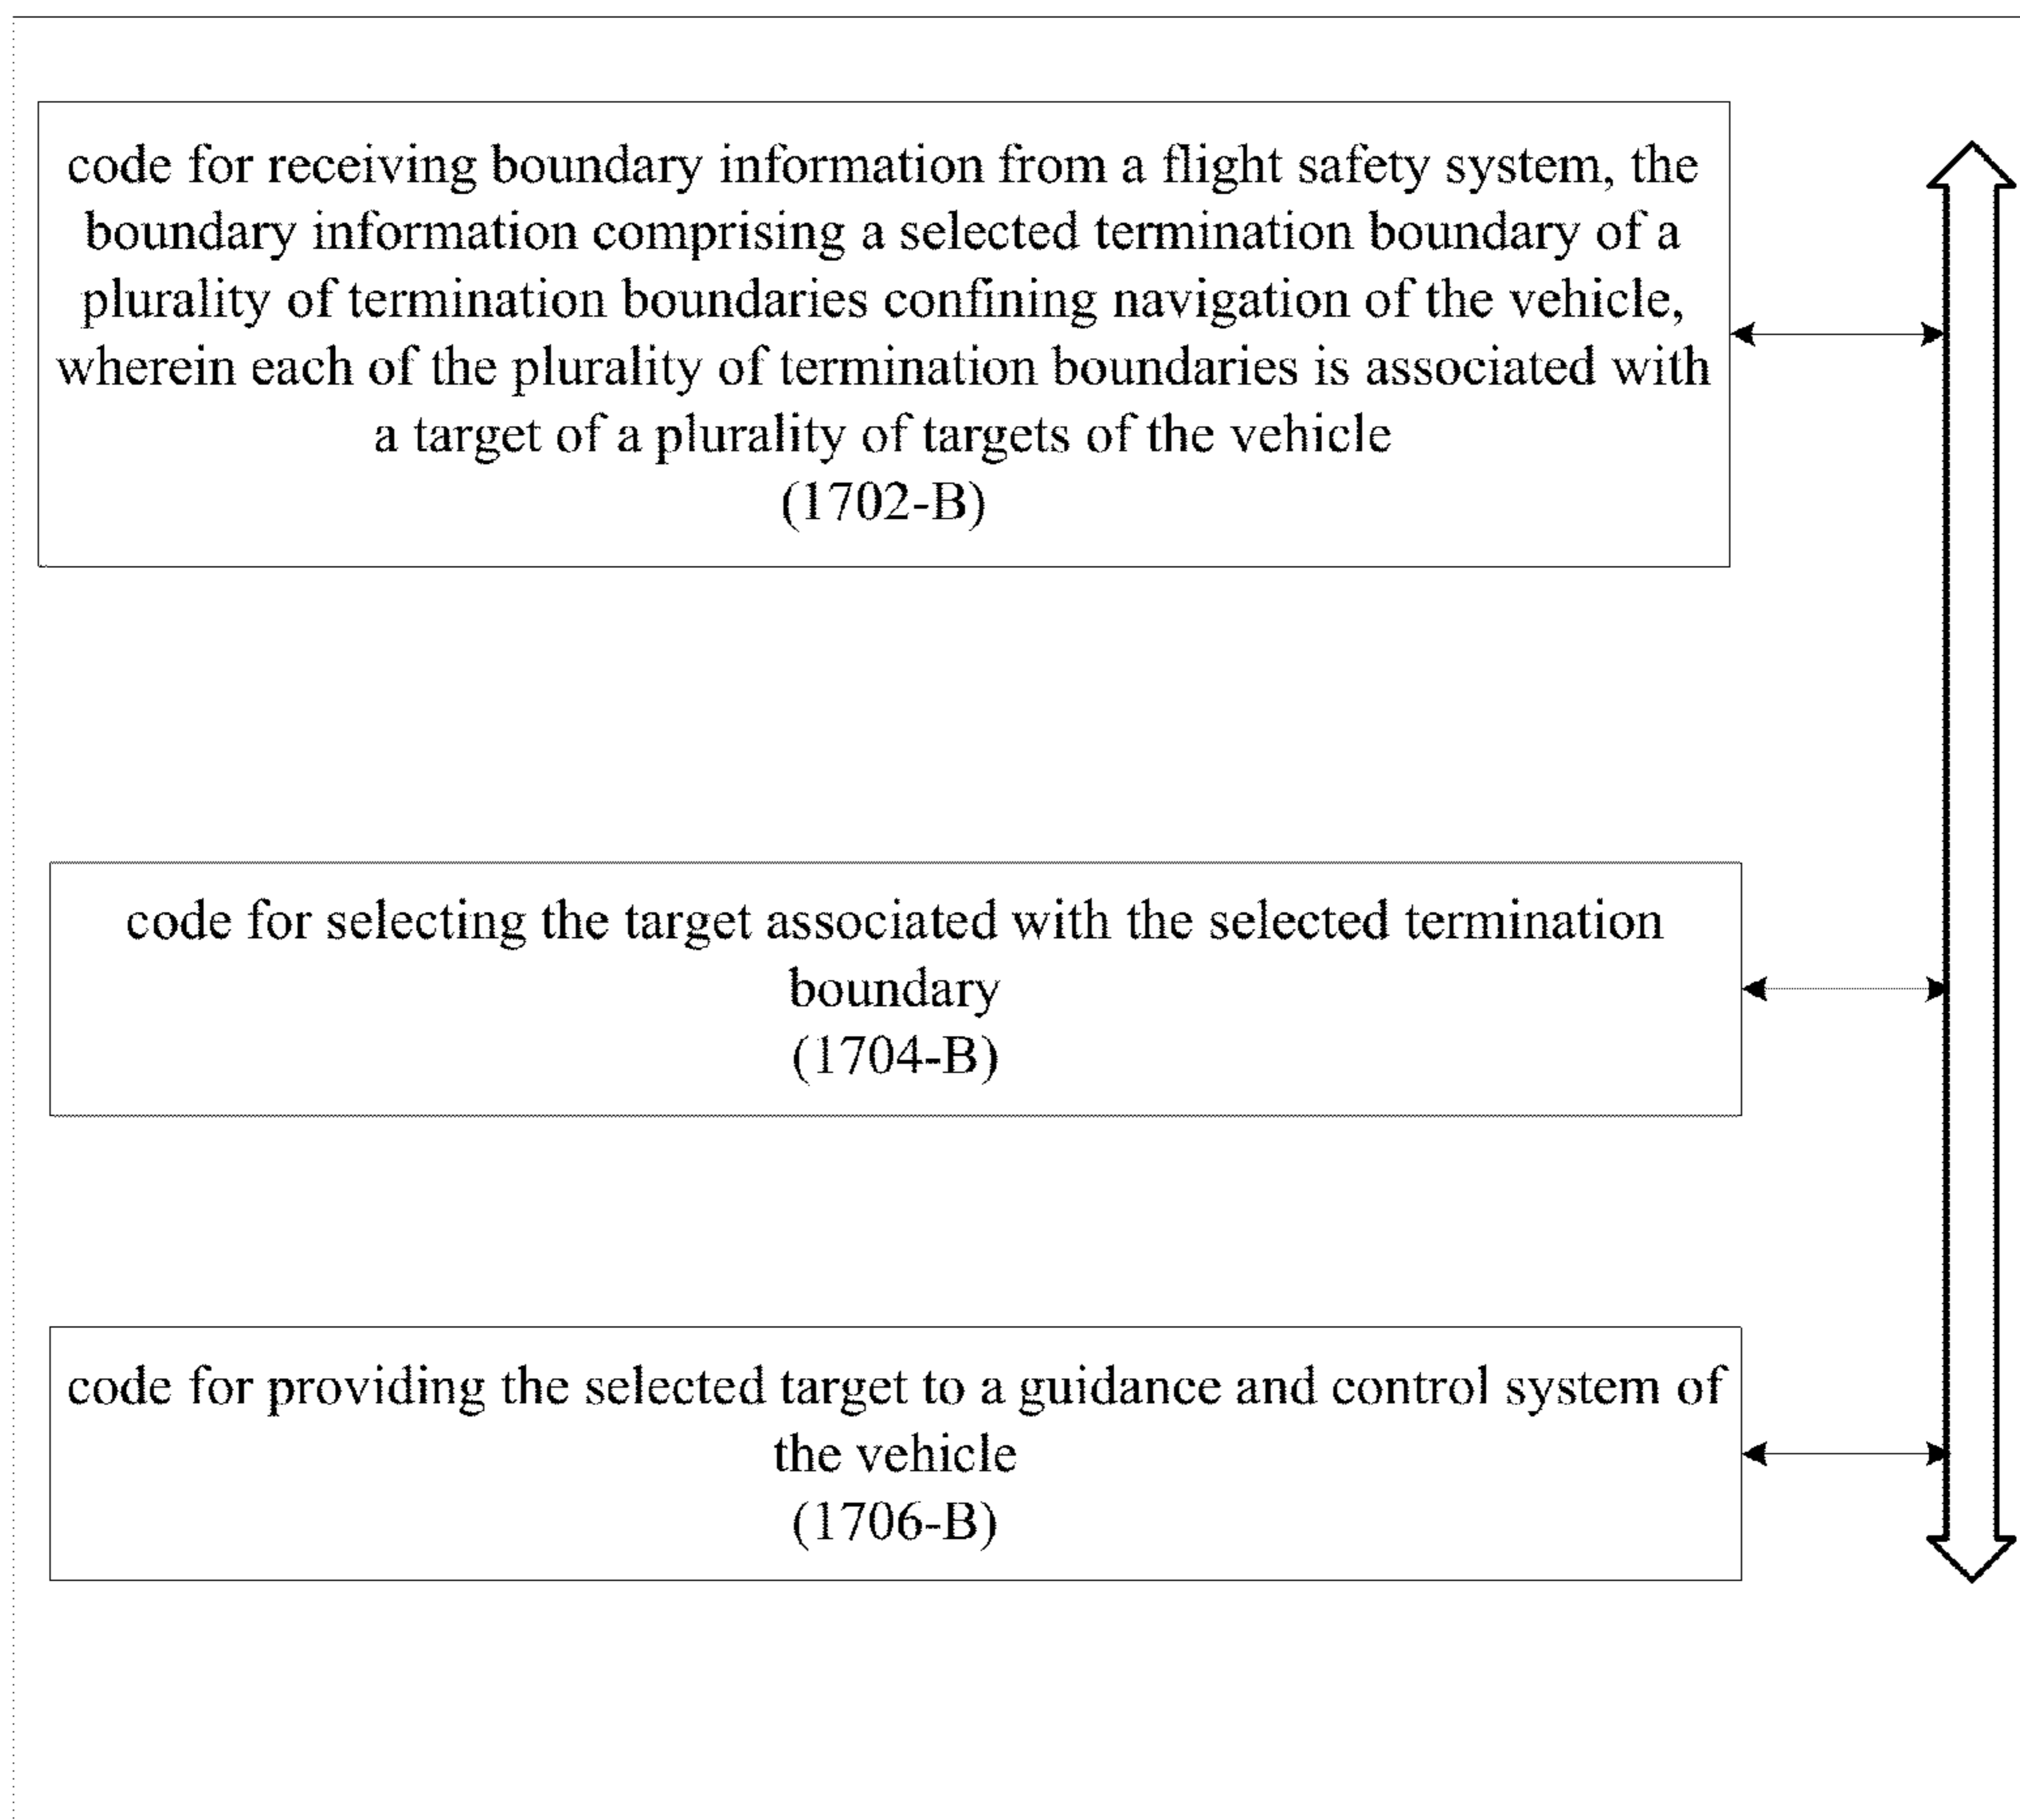 code for receiving boundary information from a flight safety system, the
boundary information comprising a selected termination boundary of a
plurality of termination boundaries confining navigation of the vehicle,
wherein each of the plurality of termination boundaries is associated with
a target of a plurality of targets of the vehicle
(1702-B)
code for selecting the target associated with the selected termination
boundary
(1704-B)
code for providing the selected target to a guidance and control system of
the vehicle
(1706-B)